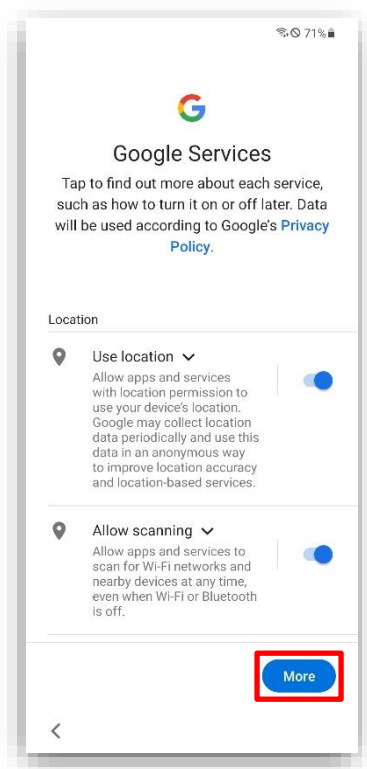 71%
Google Services
Tap to find out more about each service,
such as how to turn it on or off later. Data
will be used according to Google's Privacy
Policy.
Location
Use location
Allow apps and services
with location permission to
use your device's location.
Google may collect location
data periodically and use this
data in an anonymous way
to improve location accuracy
and location-based services.
Allow scanning
Allow apps and services to
scan for Wi-Fi networks and
nearby devices at any time,
even when Wi-Fi or Bluetooth
is off.
More